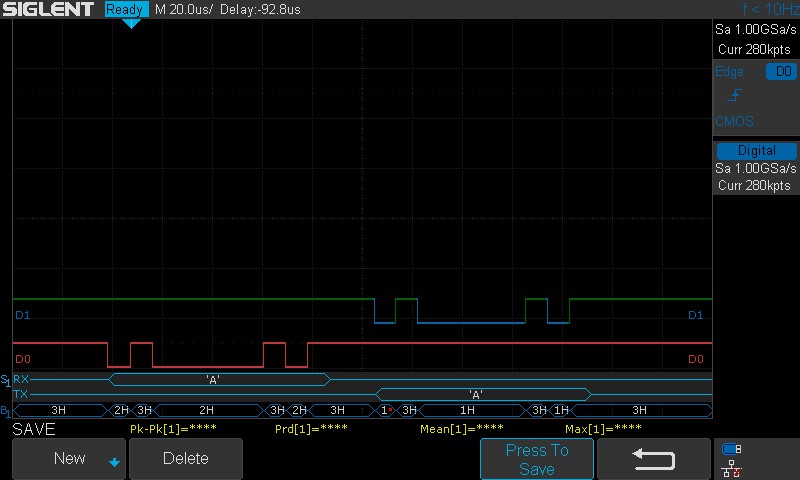 SIGLENT Ready M 20.0us/ Delay:-92.8us f < 10Hz
Sa 1.00GSa/s
Curr 280kpts
Edge D0
CMOS
Digital
Sa 1.00GSa/s
Curr 280kpts
D1 D1
D0 D0
S1 RX 'A'
TX 'A'
B1 3H 2H 3H 2H 3H 2H 3H 1 3H 1H 3H 1H 3H
SAVE Pk-Pk[1]=**** Prd[1]=**** Mean[1]=**** Max[1]=****
New Delete Press To
Save